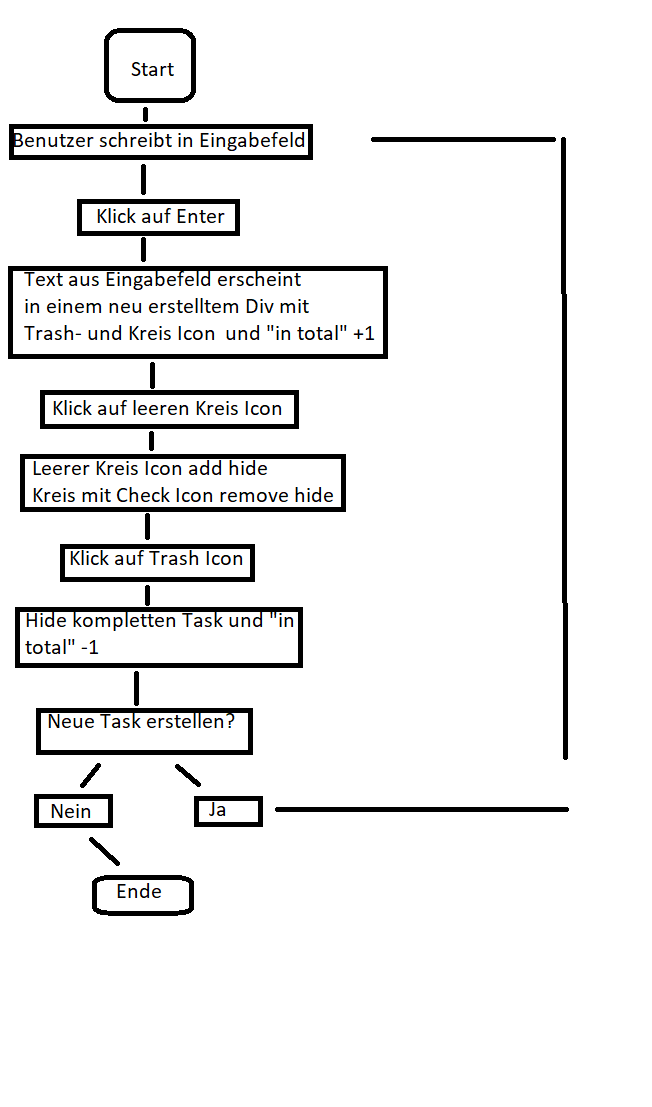 Start
Benutzer schreibt in Eingabefeld
Klick auf Enter
Text aus Eingabefeld erscheint
in einem neu erstelltem Div mit
Trash- und Kreis Icon und "in total" +1
Klick auf leeren Kreis Icon
Leerer Kreis Icon add hide
Kreis mit Check Icon remove hide
Klick auf Trash Icon
Hide kompletten Task und "in
total" -1
Neue Task erstellen?
Nein
Ja
Ende